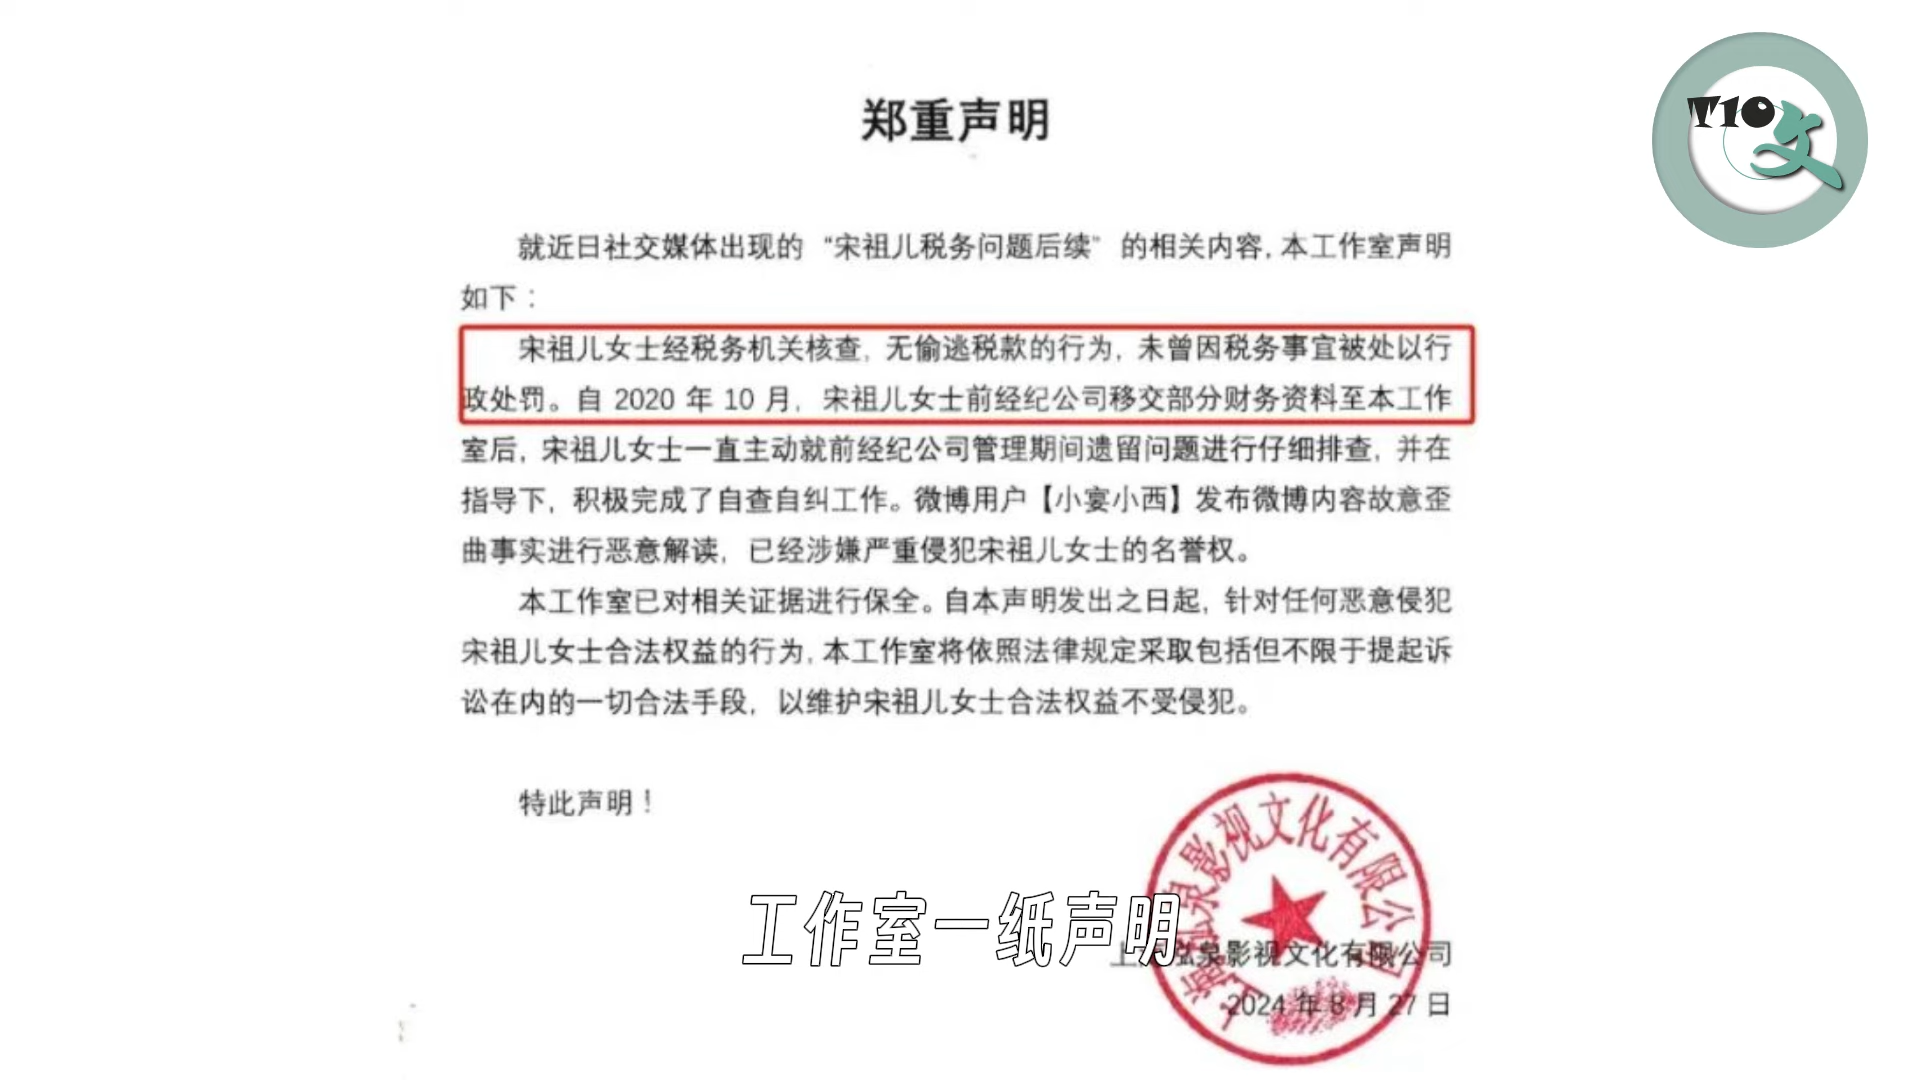 郑重声明
T10文
就近日社交媒体出现的“宋祖儿税务问题后续”的相关内容,本工作室声明
如下：
宋祖儿女士经税务机关核查，无偷逃税款的行为，未曾因税务事宜被处以行
政处罚。自 2020 年 10 月，宋祖儿女士前经纪公司移交部分财务资料至本工作
室后，宋祖儿女士一直主动就前经纪公司管理期间遗留问题进行仔细排查，并在
指导下，积极完成了自查自纠工作。微博用户【小宴小西】发布微博内容故意歪
曲事实进行恶意解读，已经涉嫌严重侵犯宋祖儿女士的名誉权。
本工作室已对相关证据进行保全。自本声明发出之日起，针对任何恶意侵犯
宋祖儿女士合法权益的行为,本工作室将依照法律规定采取包括但不限于提起诉
讼在内的一切合法手段，以维护宋祖儿女士合法权益不受侵犯。
特此声明！
工作室一纸声明
上海泓泉影视文化有限公司
2024 年 8 月 27 日